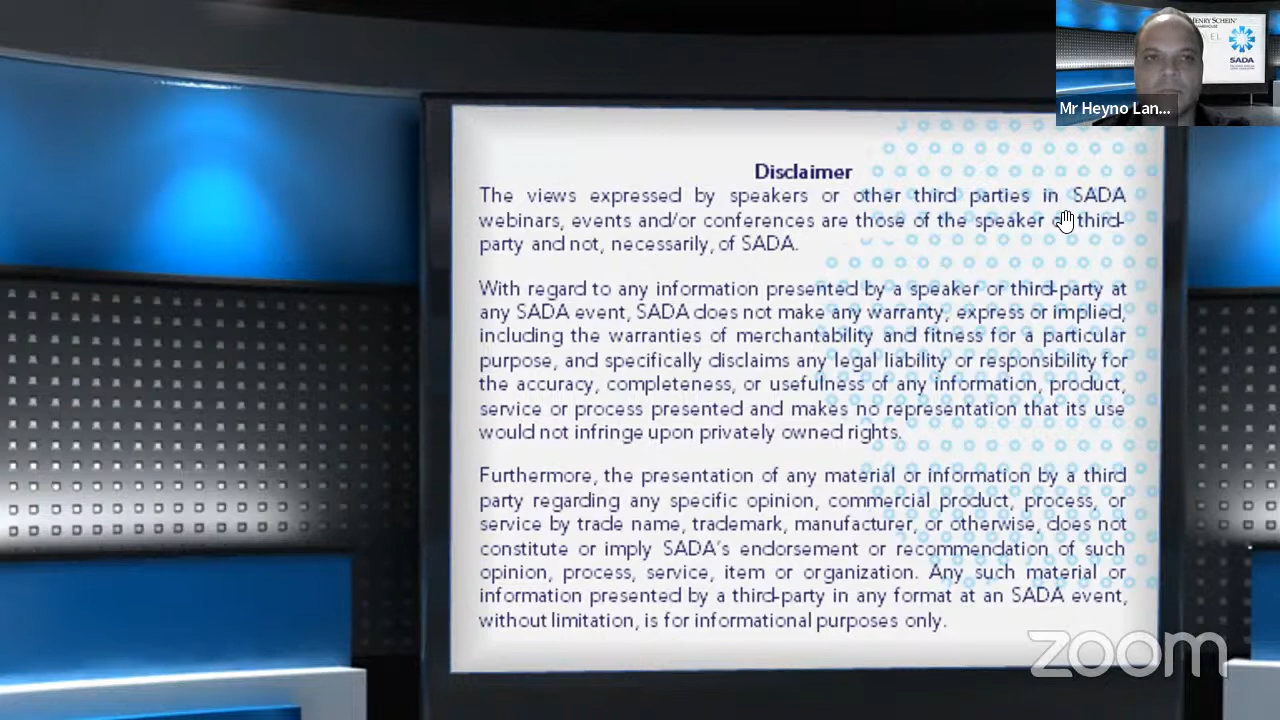 HENRY SCHEIN
SADA
Mr Heyno Lan...
Disclaimer
The views expressed by speakers or other third parties in SADA
webinars, events and/or conferences are those of the speaker third-
party and not, necessarily, of SADA.
With regard to any information presented by a speaker or third-party at
any SADA event, SADA does not make any warranty, express or implied,
including the warranties of merchantability and fitness for a particular
purpose, and specifically disclaims any legal liability or responsibility for
the accuracy, completeness, or usefulness of any information, product,
service or process presented and makes no representation that its use
would not infringe upon privately owned rights.
Furthermore, the presentation of any material or information by a third
party regarding any specific opinion, commercial product, process, or
service by trade name, trademark, manufacturer, or otherwise, does not
constitute or imply SADA's endorsement or recommendation of such
opinion, process, service, item or organization. Any such material or
information presented by a third-party in any format at an SADA event,
without limitation, is for informational purposes only.
zoom